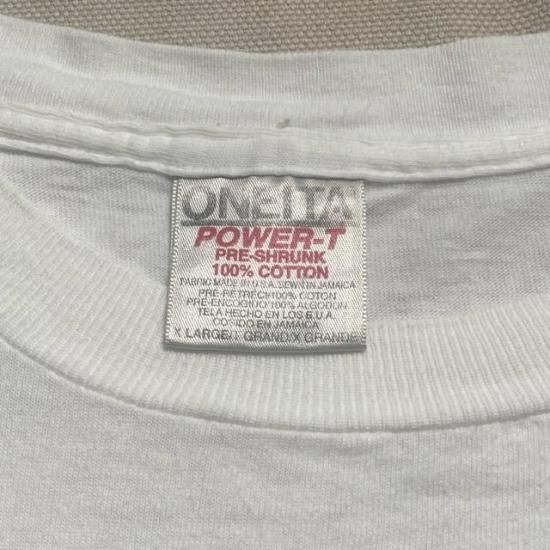 ONEITA
POWER-T
PRE-SHRUNK
100% COTTON
FABRIC MADE IN U.S.A. SEWN IN JAMAICA
PRE-RETRECI/100% COTON
PRE-ENCOGIDO/100% ALGODON
TELA HECHO EN LOS E.U.A.
COSIDO EN JAMAICA
X LARGE/T GRAND/X GRANDE